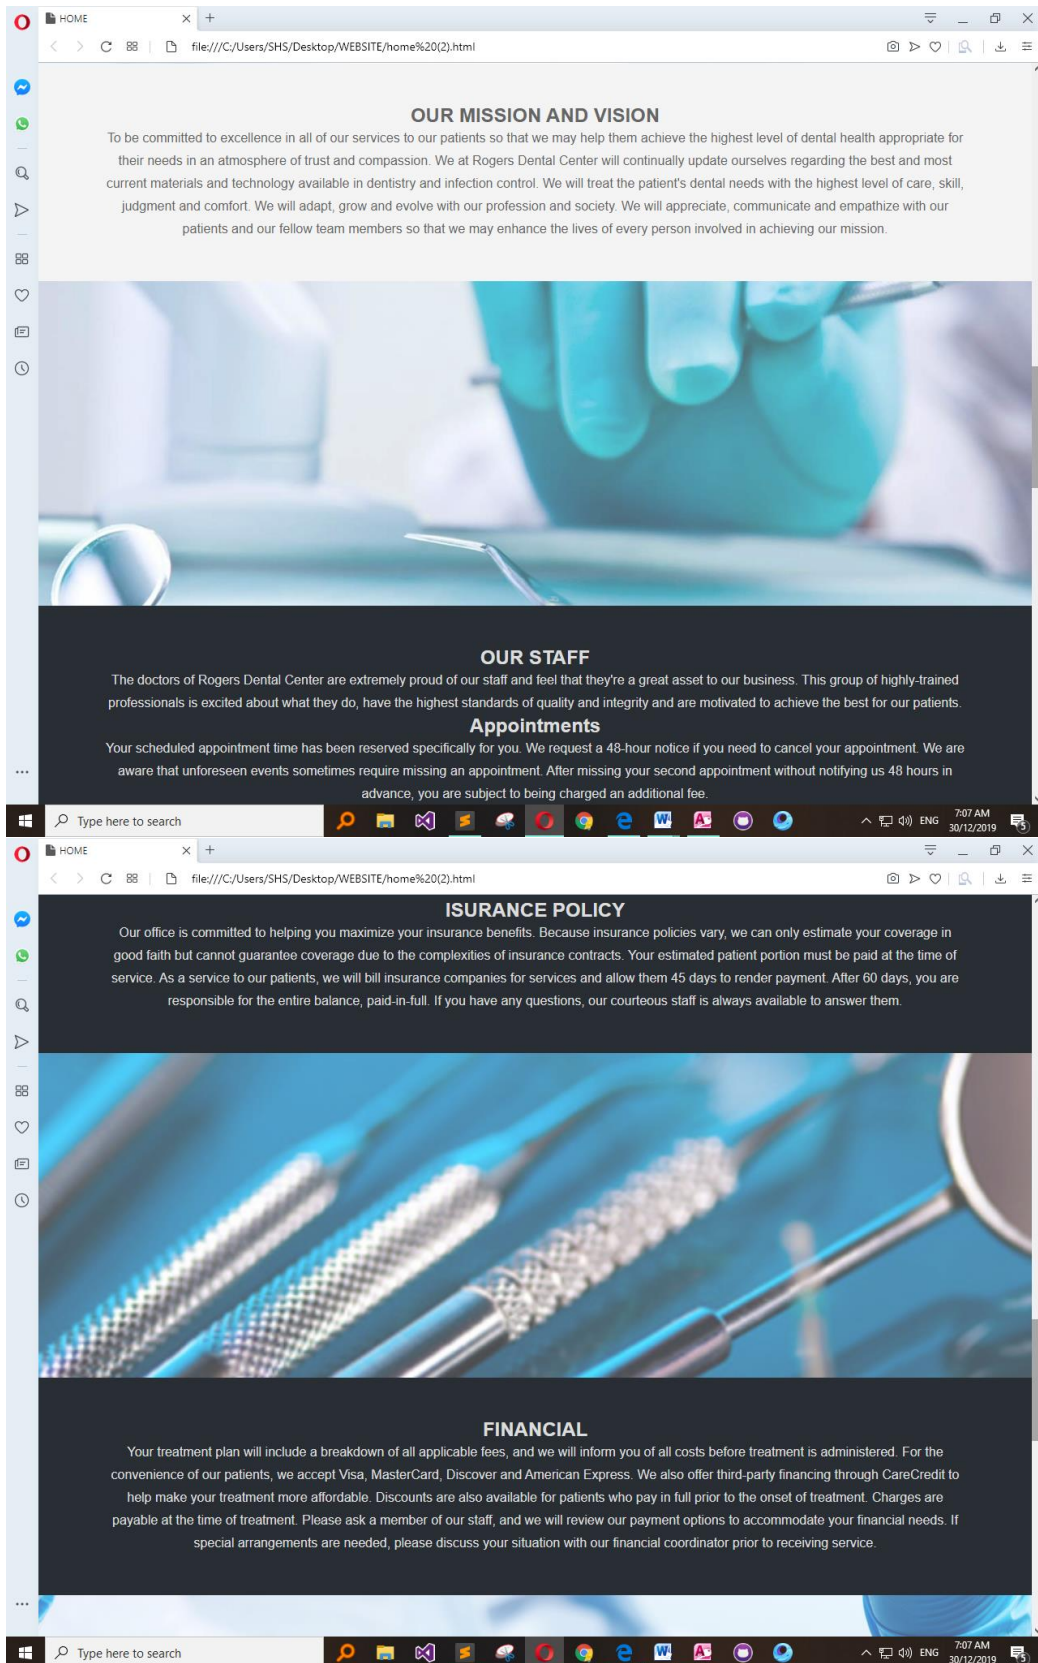 HOME
file:///C:/Users/SHS/Desktop/WEBSITE/home%20(2).html
OUR MISSION AND VISION
To be committed to excellence in all of our services to our patients so that we may help them achieve the highest level of dental health appropriate for
their needs in an atmosphere of trust and compassion. We at Rogers Dental Center will continually update ourselves regarding the best and most
current materials and technology available in dentistry and infection control. We will treat the patient's dental needs with the highest level of care, skill,
judgment and comfort. We will adapt, grow and evolve with our profession and society. We will appreciate, communicate and empathize with our
patients and our fellow team members so that we may enhance the lives of every person involved in achieving our mission.
OUR STAFF
The doctors of Rogers Dental Center are extremely proud of our staff and feel that they're a great asset to our business. This group of highly-trained
professionals is excited about what they do, have the highest standards of quality and integrity and are motivated to achieve the best for our patients.
Appointments
Your scheduled appointment time has been reserved specifically for you. We request a 48-hour notice if you need to cancel your appointment. We are
aware that unforeseen events sometimes require missing an appointment. After missing your second appointment without notifying us 48 hours in
advance, you are subject to being charged an additional fee.
Type here to search
ENG
7:07 AM
30/12/2019
5
HOME
file:///C:/Users/SHS/Desktop/WEBSITE/home%20(2).html
ISURANCE POLICY
Our office is committed to helping you maximize your insurance benefits. Because insurance policies vary, we can only estimate your coverage in
good faith but cannot guarantee coverage due to the complexities of insurance contracts. Your estimated patient portion must be paid at the time of
service. As a service to our patients, we will bill insurance companies for services and allow them 45 days to render payment. After 60 days, you are
responsible for the entire balance, paid-in-full. If you have any questions, our courteous staff is always available to answer them.
FINANCIAL
Your treatment plan will include a breakdown of all applicable fees, and we will inform you of all costs before treatment is administered. For the
convenience of our patients, we accept Visa, MasterCard, Discover and American Express. We also offer third-party financing through CareCredit to
help make your treatment more affordable. Discounts are also available for patients who pay in full prior to the onset of treatment. Charges are
payable at the time of treatment. Please ask a member of our staff, and we will review our payment options to accommodate your financial needs. If
special arrangements are needed, please discuss your situation with our financial coordinator prior to receiving service.
Type here to search
ENG
7:07 AM
30/12/2019
5